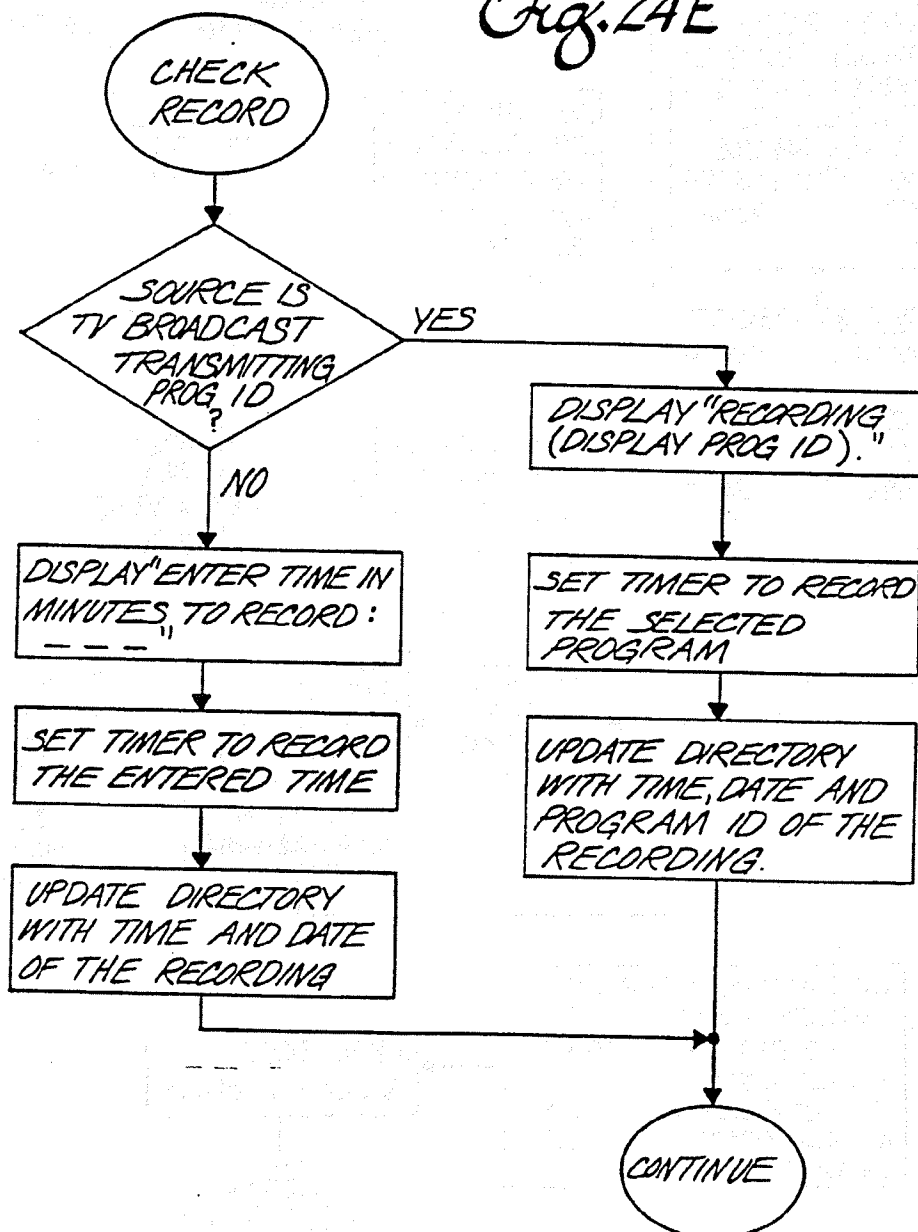 Fig. 24E
CHECK
RECORD
SOURCE IS
TV BROADCAST
TRANSMITTING
PROG ID
?
YES
NO
DISPLAY "RECORDING
(DISPLAY PROG ID)."
SET TIMER TO RECORD
THE SELECTED
PROGRAM
UPDATE DIRECTORY
WITH TIME, DATE AND
PROGRAM ID OF THE
RECORDING.
DISPLAY "ENTER TIME IN
MINUTES TO RECORD:
_ _ _"
SET TIMER TO RECORD
THE ENTERED TIME
UPDATE DIRECTORY
WITH TIME AND DATE
OF THE RECORDING
CONTINUE